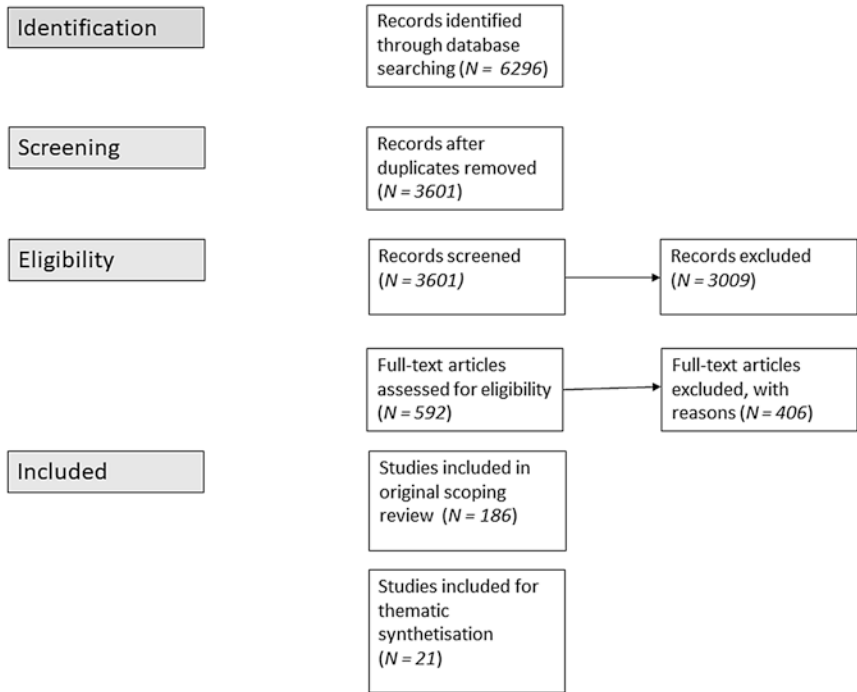 Identification
Records identified
through database
searching (N = 6296)
Screening
Records after
duplicates removed
(N = 3601)
Eligibility
Records screened
(N = 3601)
Records excluded
(N = 3009)
Full-text articles
assessed for eligibility
(N = 592)
Full-text articles
excluded, with
reasons (N = 406)
Included
Studies included in
original scoping
review (N = 186)
Studies included for
thematic
synthetisation
(N = 21)